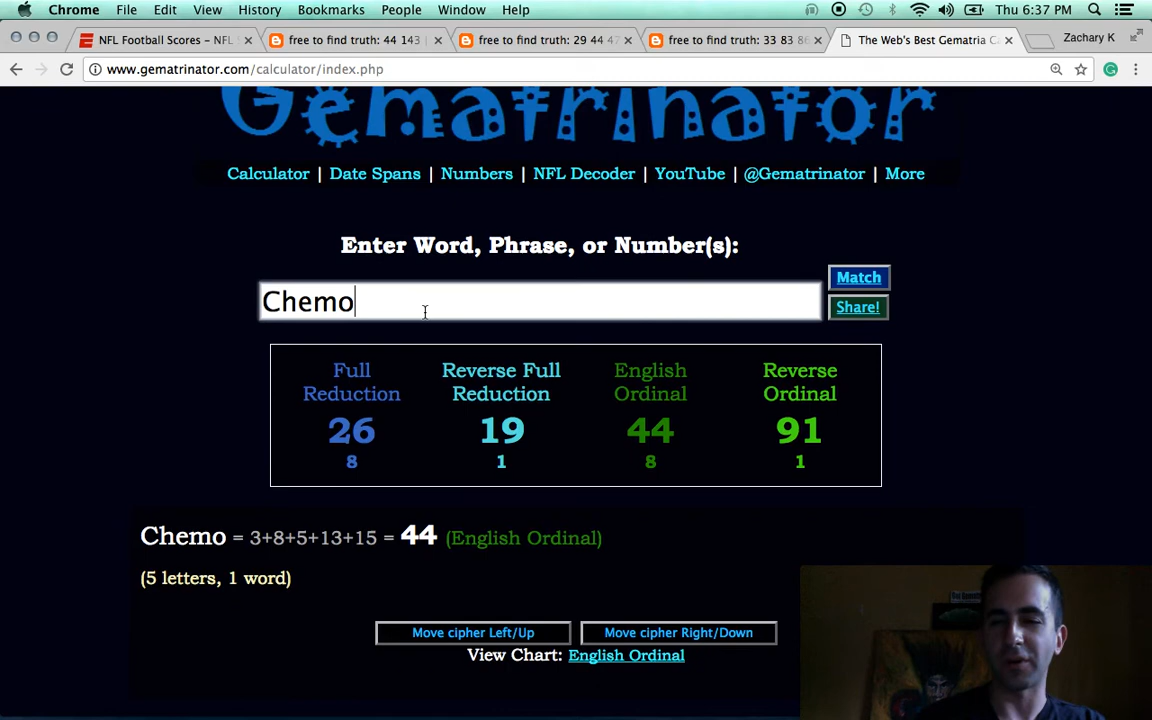 Chrome File Edit View History Bookmarks People Window Help Thu 6:37 PM
NFL Football Scores – NFL free to find truth: 44 143 free to find truth: 29 44 47 free to find truth: 33 83 86 The Web's Best Gematria Ca Zachary K
www.gematrinator.com/calculator/index.php
Gematrinator
Calculator | Date Spans | Numbers | NFL Decoder | YouTube | @Gematrinator | More
Enter Word, Phrase, or Number(s):
Match
Chemo
Share!
Full Reduction
Reverse Full Reduction
English Ordinal
Reverse Ordinal
26 19 44 91
8 1 8 1
Chemo = 3+8+5+13+15 = 44 (English Ordinal)
(5 letters, 1 word)
Move cipher Left/Up Move cipher Right/Down
View Chart: English Ordinal